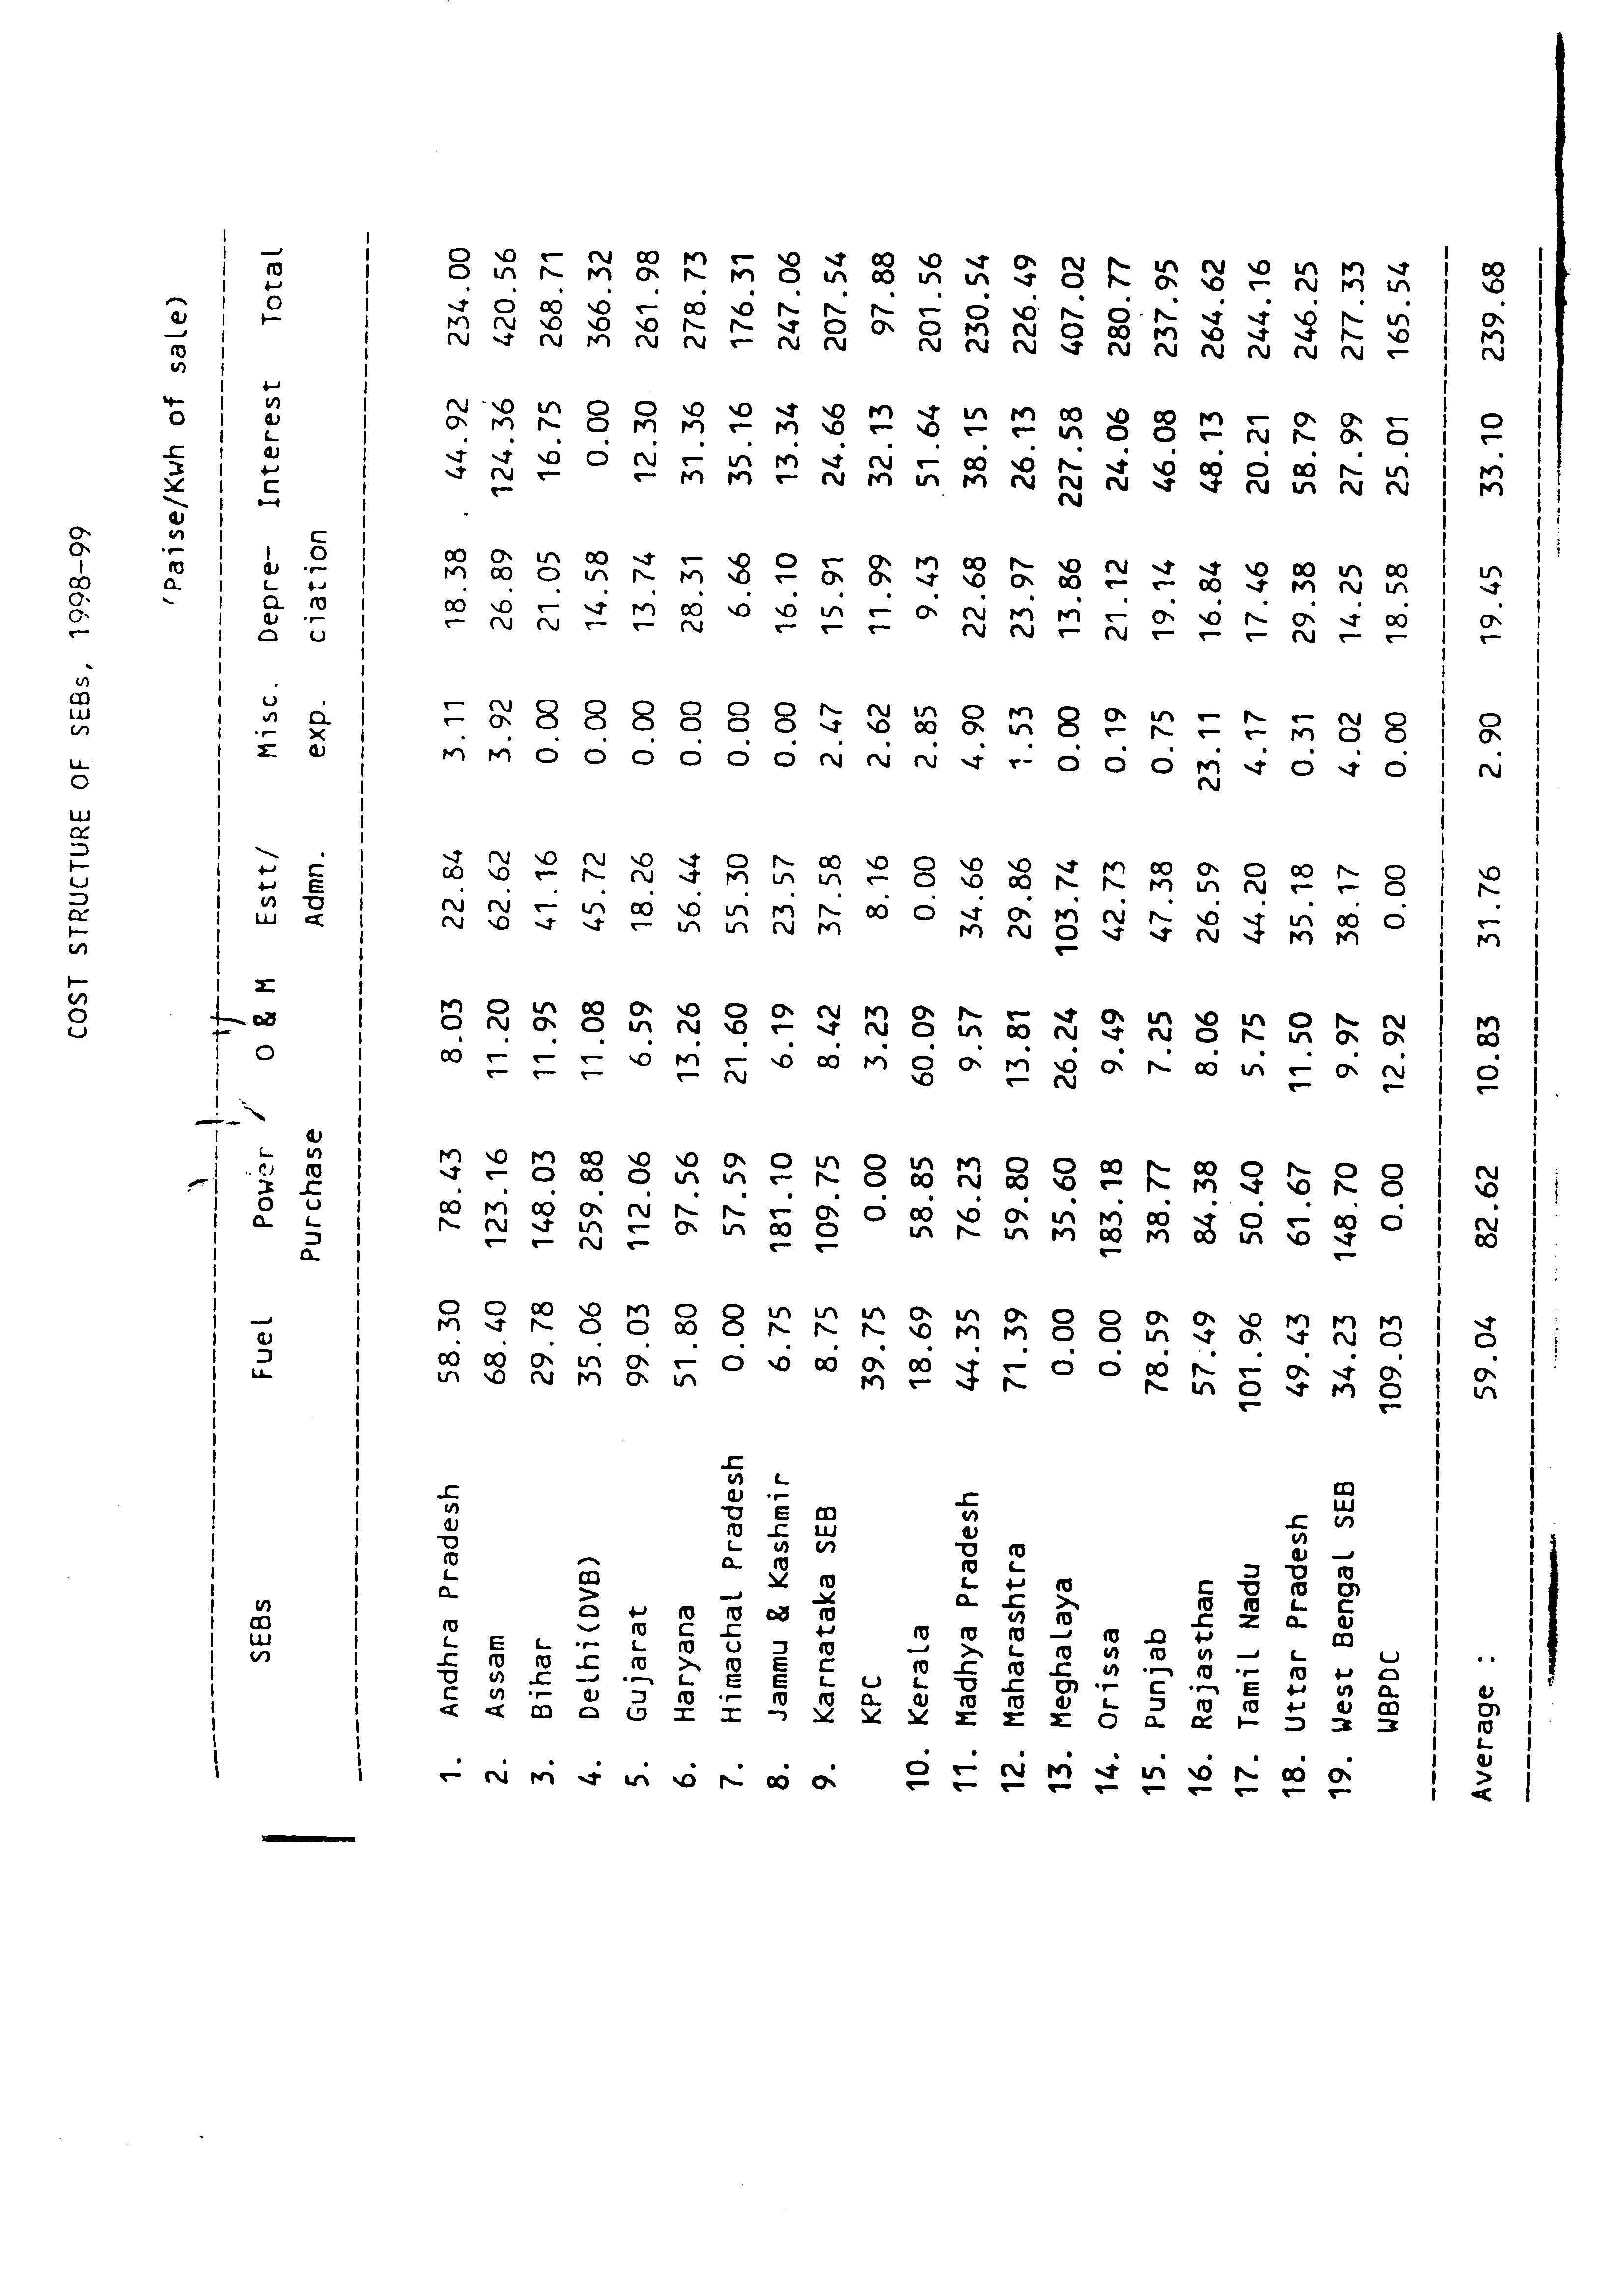 COST STRUCTURE OF SEBs, 1998-99
(Paise/Kwh of sale)
SEBs Fuel Power O & M Estt/ Misc. Depre- Interest Total
Purchase Admn. exp. ciation
1. Andhra Pradesh 58.30 78.43 8.03 22.84 3.11 18.38 44.92 234.00
2. Assam 68.40 123.16 11.20 62.62 3.92 26.89 124.36 420.56
3. Bihar 29.78 148.03 11.95 41.16 0.00 21.05 16.75 268.71
4. Delhi(DVB) 35.06 259.88 11.08 45.72 0.00 14.58 0.00 366.32
5. Gujarat 99.03 112.06 6.59 18.26 0.00 13.74 12.30 261.98
6. Haryana 51.80 97.56 13.26 56.44 0.00 28.31 31.36 278.73
7. Himachal Pradesh 0.00 57.59 21.60 55.30 0.00 6.66 35.16 176.31
8. Jammu & Kashmir 6.75 181.10 6.19 23.57 0.00 16.10 13.34 247.06
9. Karnataka SEB 8.75 109.75 8.42 37.58 2.47 15.91 24.66 207.54
KPC 39.75 0.00 3.23 8.16 2.62 11.99 32.13 97.88
10. Kerala 18.69 58.85 60.09 0.00 2.85 9.43 51.64 201.56
11. Madhya Pradesh 44.35 76.23 9.57 34.66 4.90 22.68 38.15 230.54
12. Maharashtra 71.39 59.80 13.81 29.86 1.53 23.97 26.13 226.49
13. Meghalaya 0.00 35.60 26.24 103.74 0.00 13.86 227.58 407.02
14. Orissa 0.00 183.18 9.49 42.73 0.19 21.12 24.06 280.77
15. Punjab 78.59 38.77 7.25 47.38 0.75 19.14 46.08 237.95
16. Rajasthan 57.49 84.38 8.06 26.59 23.11 16.84 48.13 264.62
17. Tamil Nadu 101.96 50.40 5.75 44.20 4.17 17.46 20.21 244.16
18. Uttar Pradesh 49.43 61.67 11.50 35.18 0.31 29.38 58.79 246.25
19. West Bengal SEB 34.23 148.70 9.97 38.17 4.02 14.25 27.99 277.33
WBPDC 109.03 0.00 12.92 0.00 0.00 18.58 25.01 165.54
Average : 59.04 82.62 10.83 31.76 2.90 19.45 33.10 239.68